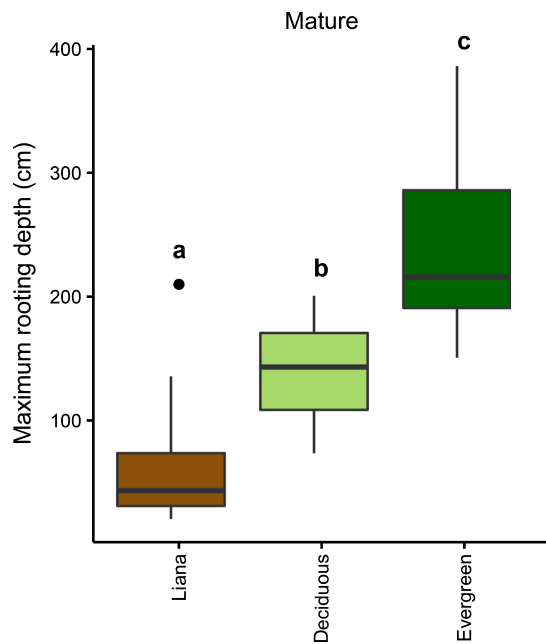 Mature
Maximum rooting depth (cm)
400
300
200
100
a
b
c
Liana
Deciduous
Evergreen